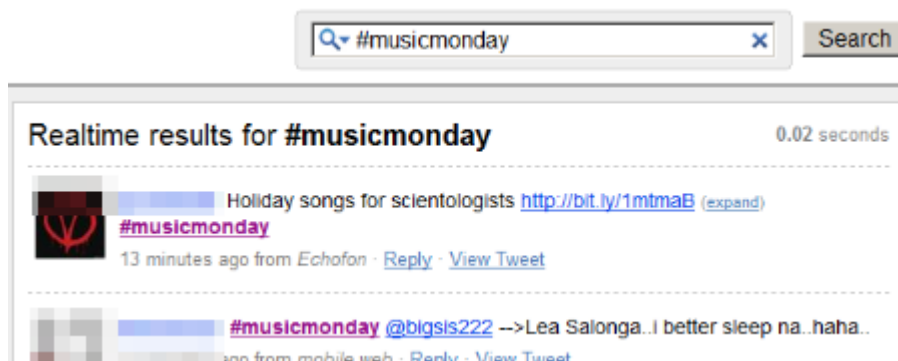 #musicmonday
Search
Realtime results for #musicmonday
0.02 seconds
Holiday songs for scientologists http://bit.ly/1mtmaB (expand)
#musicmonday
13 minutes ago from Echofon · Reply · View Tweet
#musicmonday @bigsis222 -->Lea Salonga..i better sleep na..haha..
ago from mobile web · Reply · View Tweet